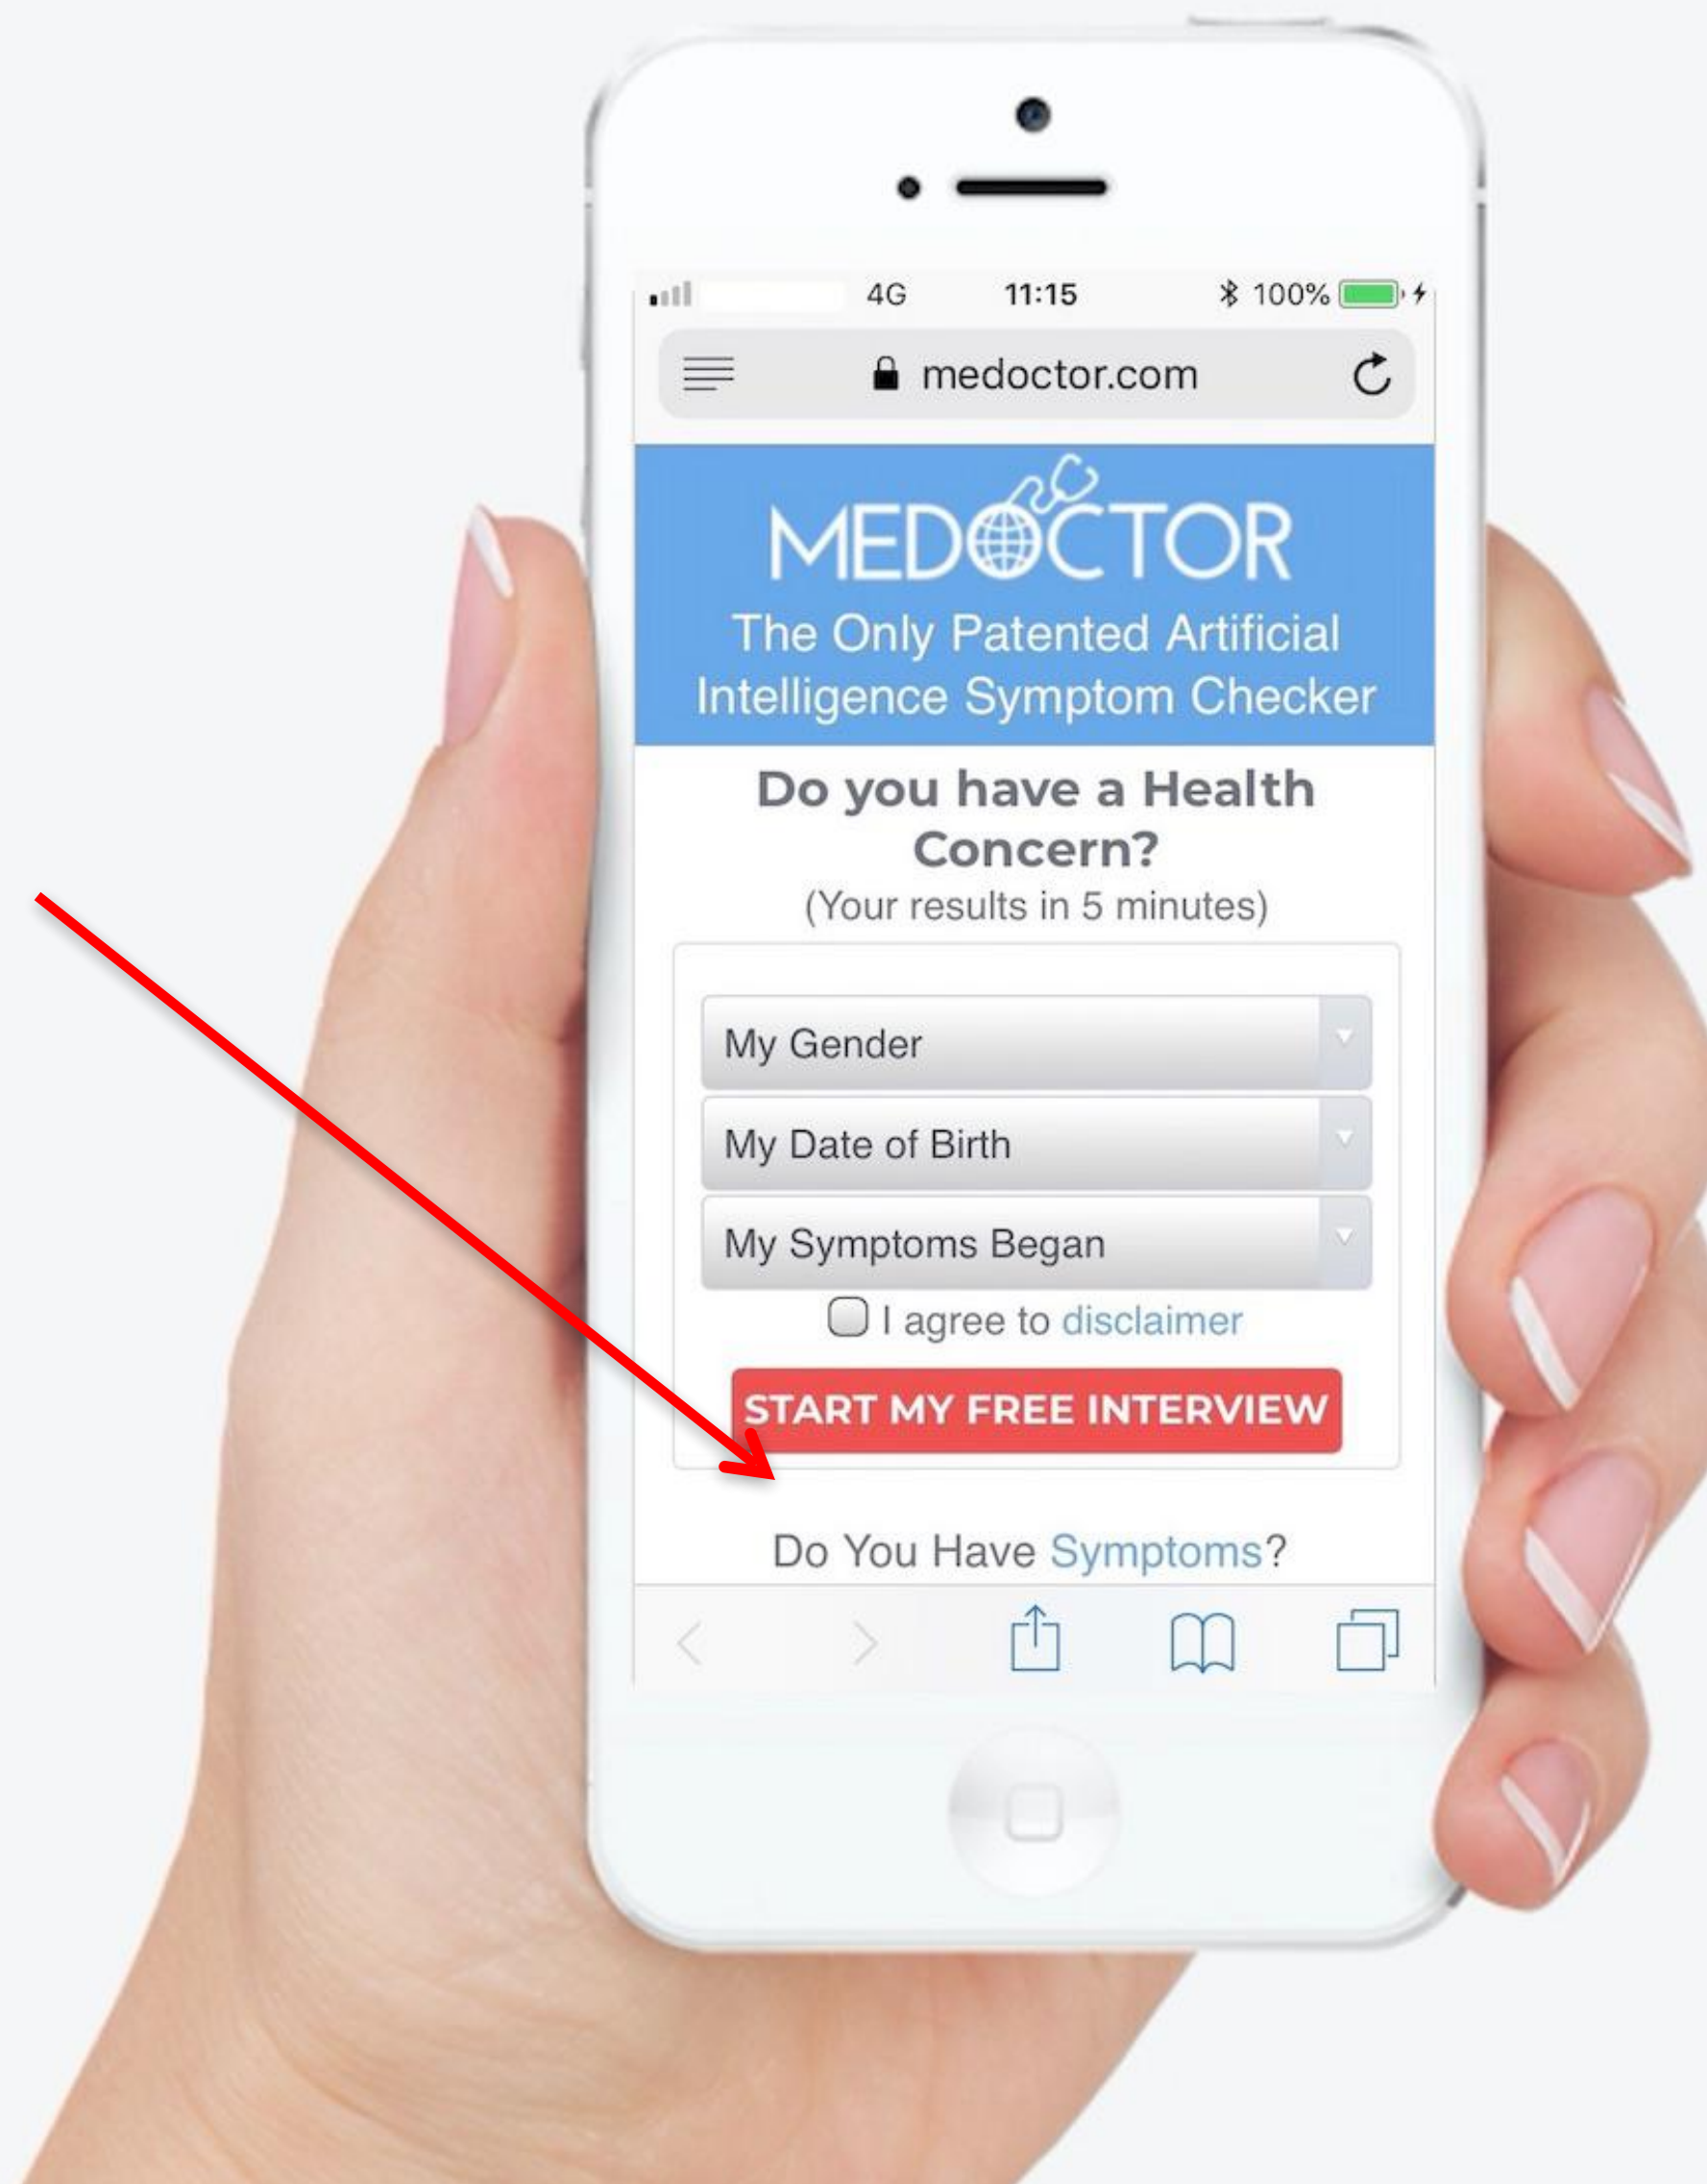 4G 11:15 100%
medoctor.com
MEDOCTOR
The Only Patented Artificial
Intelligence Symptom Checker
Do you have a Health
Concern?
(Your results in 5 minutes)
My Gender
My Date of Birth
My Symptoms Began
I agree to disclaimer
START MY FREE INTERVIEW
Do You Have Symptoms?